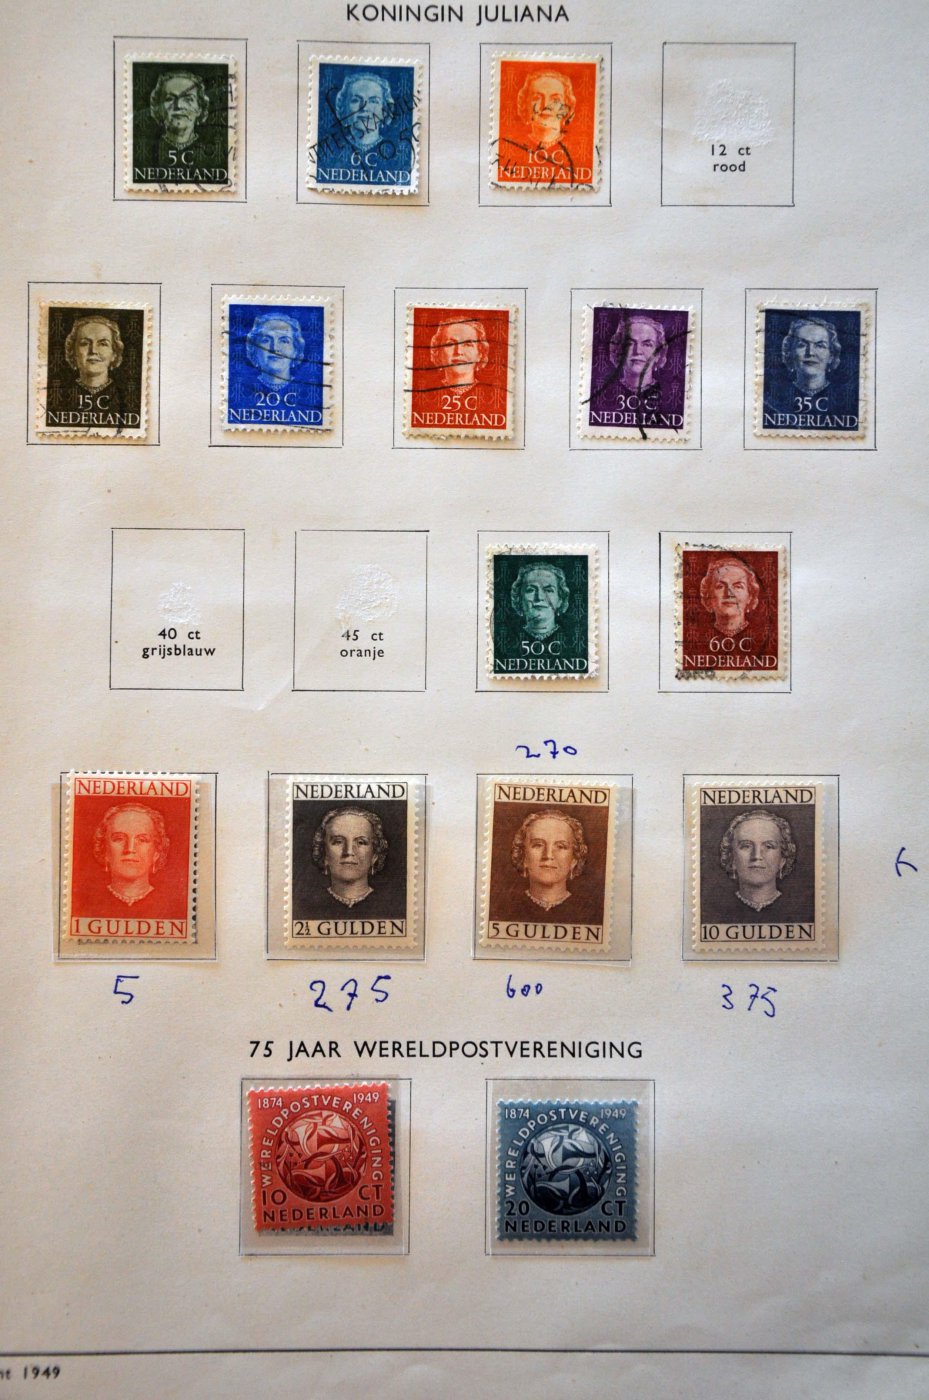 KONINGIN JULIANA
5 C
NEDERLAND
6 C
NEDERLAND
10 C
NEDERLAND
12 ct
rood
15 C
NEDERLAND
20 C
NEDERLAND
25 C
NEDERLAND
30 C
NEDERLAND
35 C
NEDERLAND
40 ct
grijsblauw
45 ct
oranje
50 C
NEDERLAND
60 C
NEDERLAND
270
NEDERLAND
1 GULDEN
NEDERLAND
2½ GULDEN
NEDERLAND
5 GULDEN
NEDERLAND
10 GULDEN
5
275
600
375
75 JAAR WERELDPOSTVERENIGING
1874 1949
WERELDPOSTVERENIGING
10 CT
NEDERLAND
1874 1949
WERELDPOSTVERENIGING
20 CT
NEDERLAND
1949